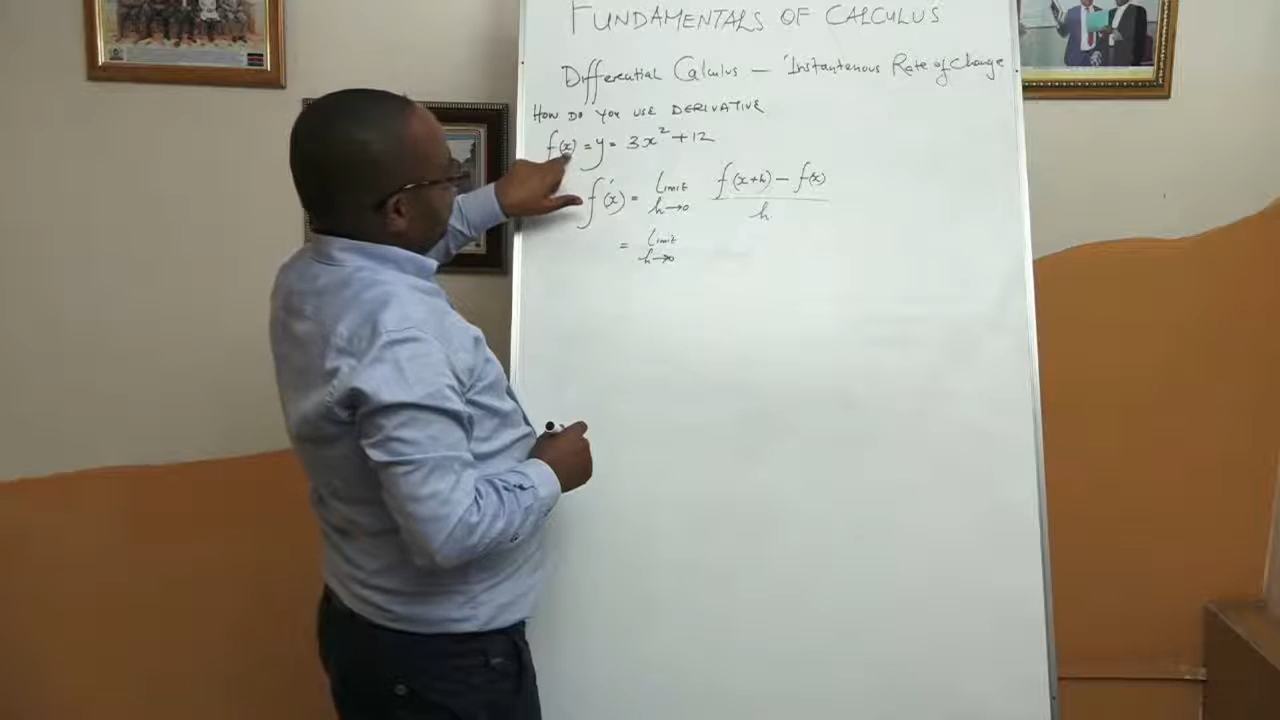 FUNDAMENTALS OF CALCULUS
Differential Calculus — Instantenous Rate of Change
HOW DO YOU USE DERIVATIVE
f(x) = y = 3x² + 12
f'(x) = Limit h→0 f(x+h) − f(x) / h
= Limit h→0